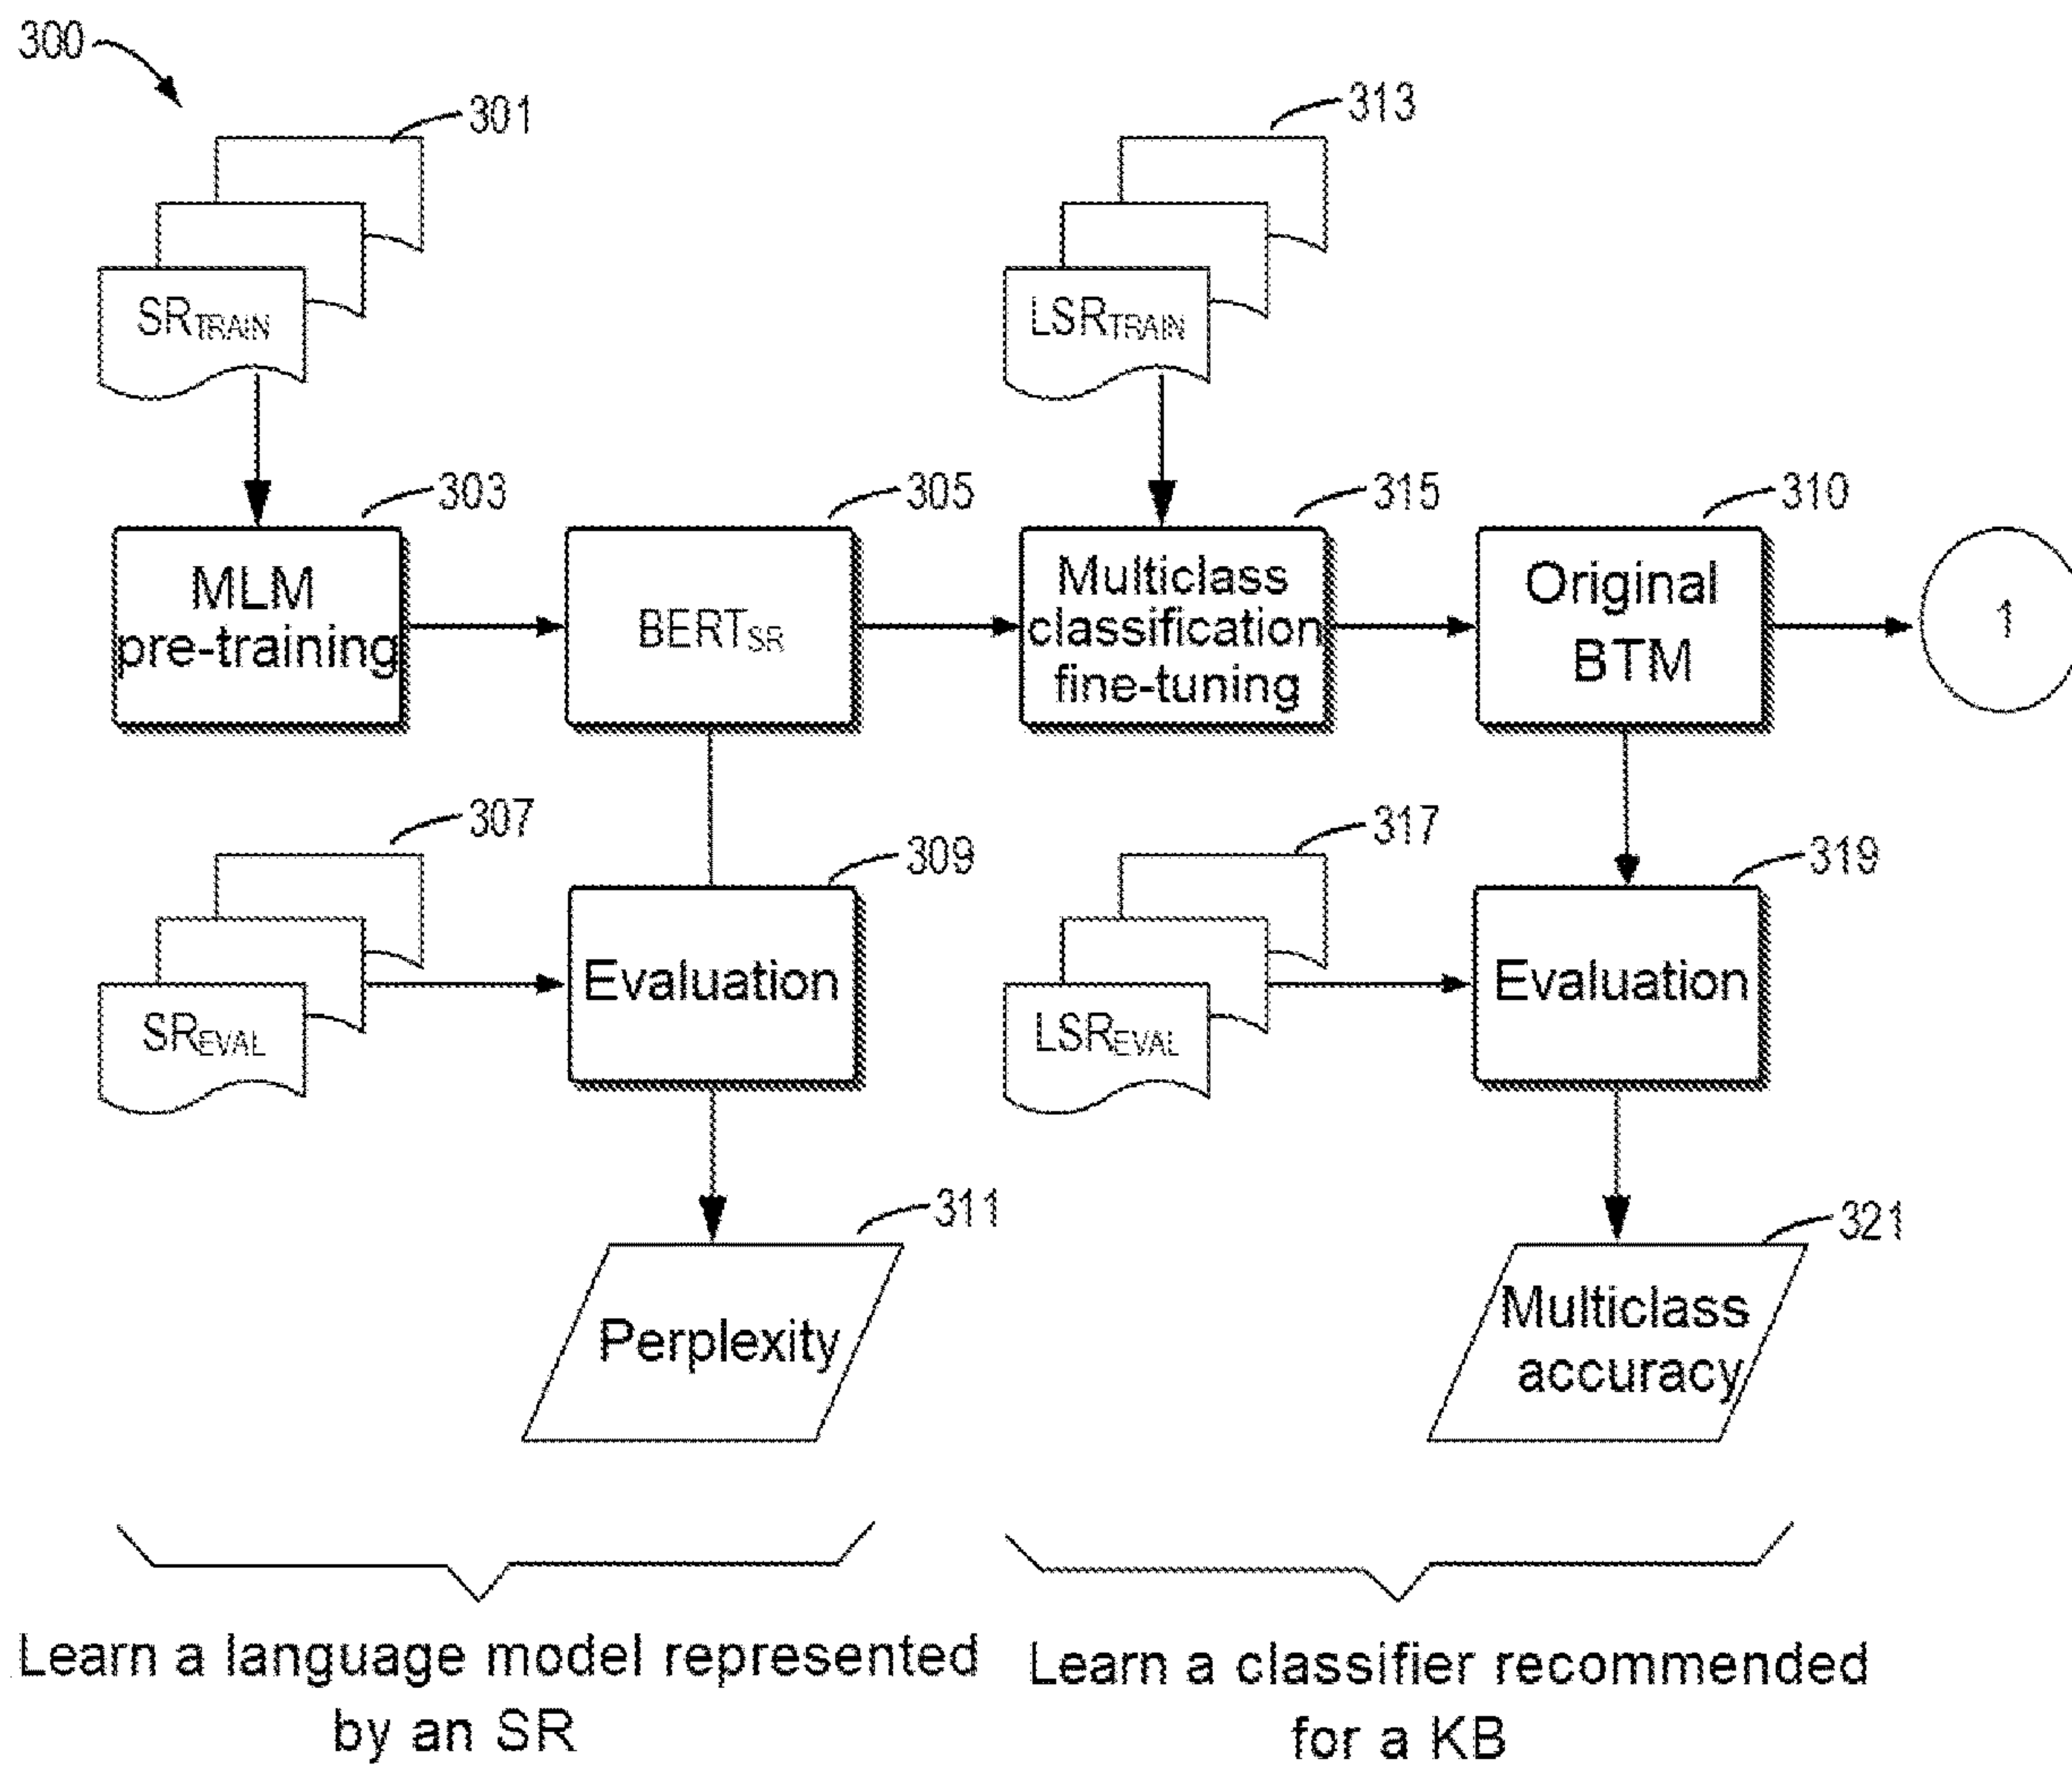 300
301
313
SRTRAIN
LSRTRAIN
303
305
315
310
MLM
pre-training
BERTSR
Multiclass
classification
fine-tuning
Original
BTM
1
307
309
317
319
SREVAL
Evaluation
LSREVAL
Evaluation
311
321
Perplexity
Multiclass
accuracy
Learn a language model represented
by an SR
Learn a classifier recommended
for a KB